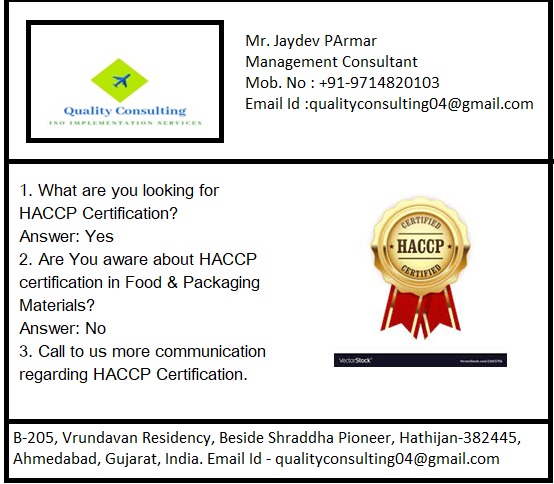 Quality Consulting
ISO IMPLEMENTATION SERVICES
Mr. Jaydev PArmar
Management Consultant
Mob. No : +91-9714820103
Email Id :qualityconsulting04@gmail.com
1. What are you looking for
HACCP Certification?
Answer: Yes
2. Are You aware about HACCP
certification in Food & Packaging
Materials?
Answer: No
3. Call to us more communication
regarding HACCP Certification.
CERTIFIED
HACCP
CERTIFIED
VectorStock
B-205, Vrundavan Residency, Beside Shraddha Pioneer, Hathijan-382445,
Ahmedabad, Gujarat, India. Email Id - qualityconsulting04@gmail.com